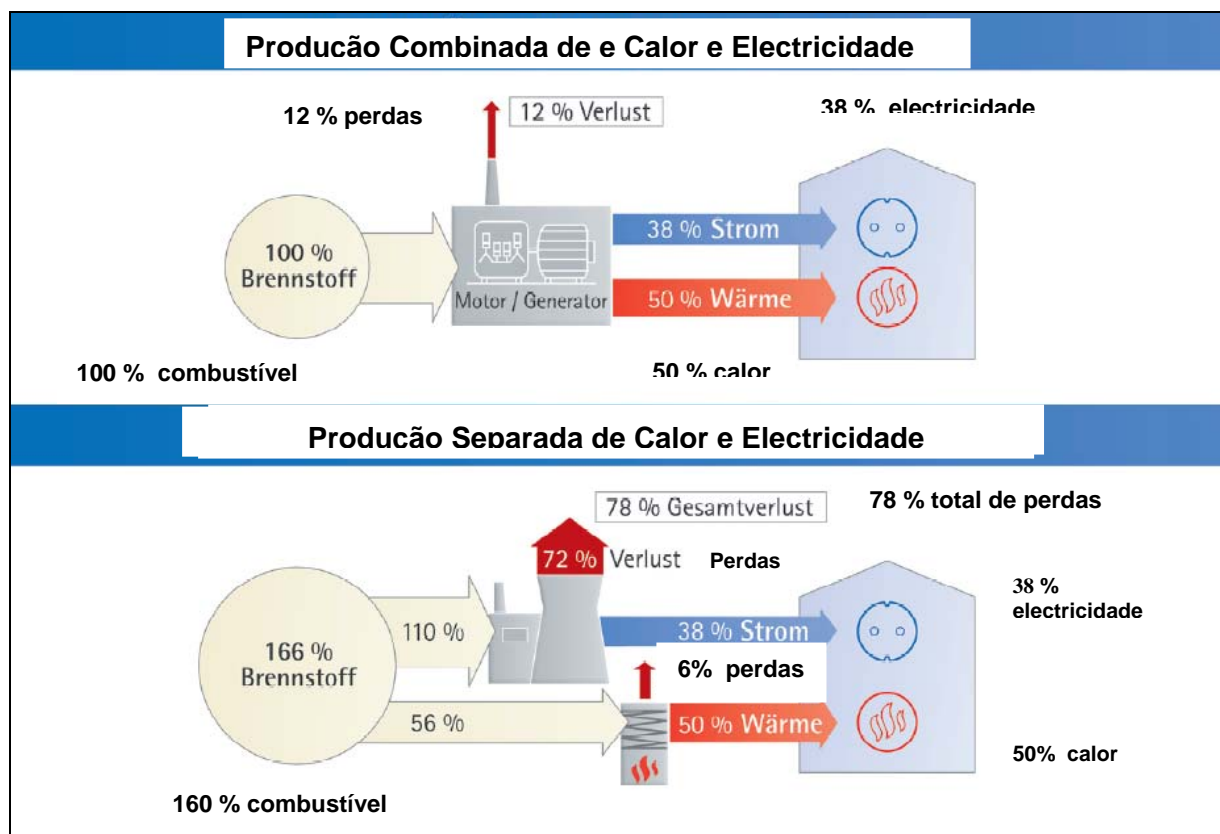 Produção Combinada de e Calor e Electricidade
12 % perdas
12 % Verlust
38 % electricidade
100 %
Brennstoff
Motor / Generator
38 % Strom
50 % Wärme
100 % combustível
50 % calor
Produção Separada de Calor e Electricidade
78 % Gesamtverlust
78 % total de perdas
72 % Verlust
Perdas
38 %
electricidade
166 %
Brennstoff
110 %
38 % Strom
6% perdas
56 %
50 % Wärme
50% calor
160 % combustível